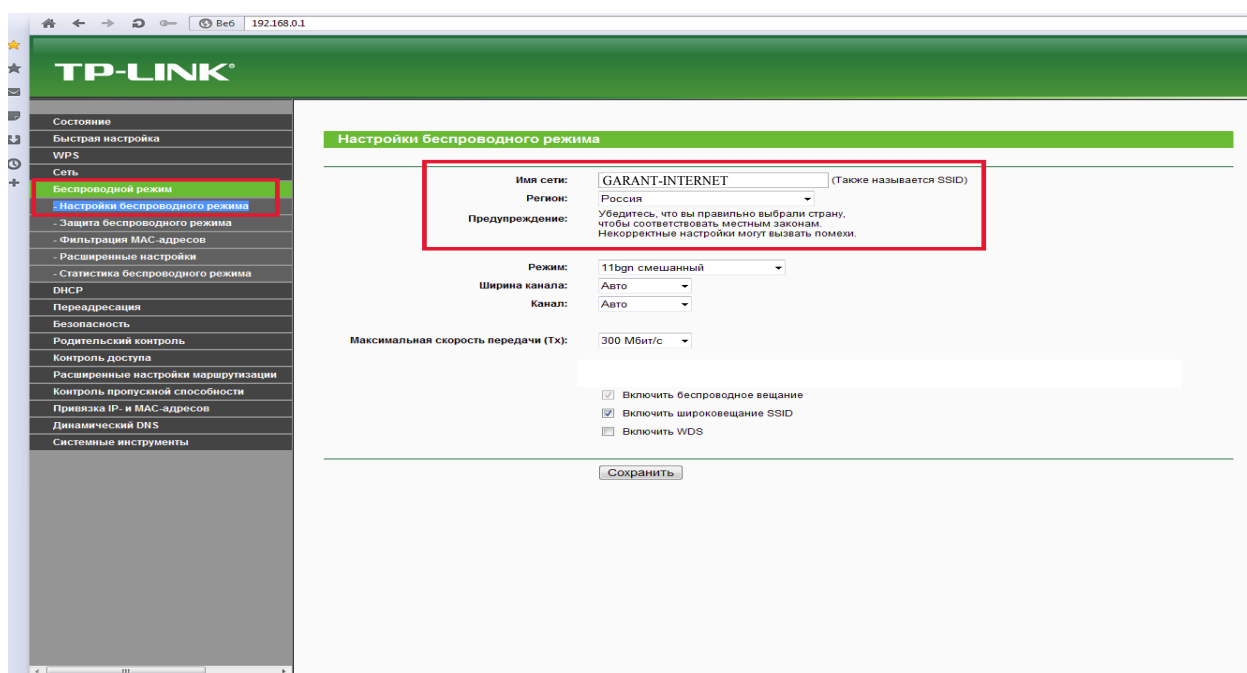 Веб 192.168.0.1
TP-LINK®
Состояние
Быстрая настройка
WPS
Сеть
Беспроводной режим
- Настройки беспроводного режима
- Защита беспроводного режима
- Фильтрация MAC-адресов
- Расширенные настройки
- Статистика беспроводного режима
DHCP
Переадресация
Безопасность
Родительский контроль
Контроль доступа
Расширенные настройки маршрутизации
Контроль пропускной способности
Привязка IP- и MAC-адресов
Динамический DNS
Системные инструменты
Настройки беспроводного режима
Имя сети: GARANT-INTERNET (Также называется SSID)
Регион: Россия
Предупреждение: Убедитесь, что вы правильно выбрали страну,
чтобы соответствовать местным законам.
Некорректные настройки могут вызвать помехи.
Режим: 11bgn смешанный
Ширина канала: Авто
Канал: Авто
Максимальная скорость передачи (Tx): 300 Мбит/с
Включить беспроводное вещание
Включить широковещание SSID
Включить WDS
Сохранить